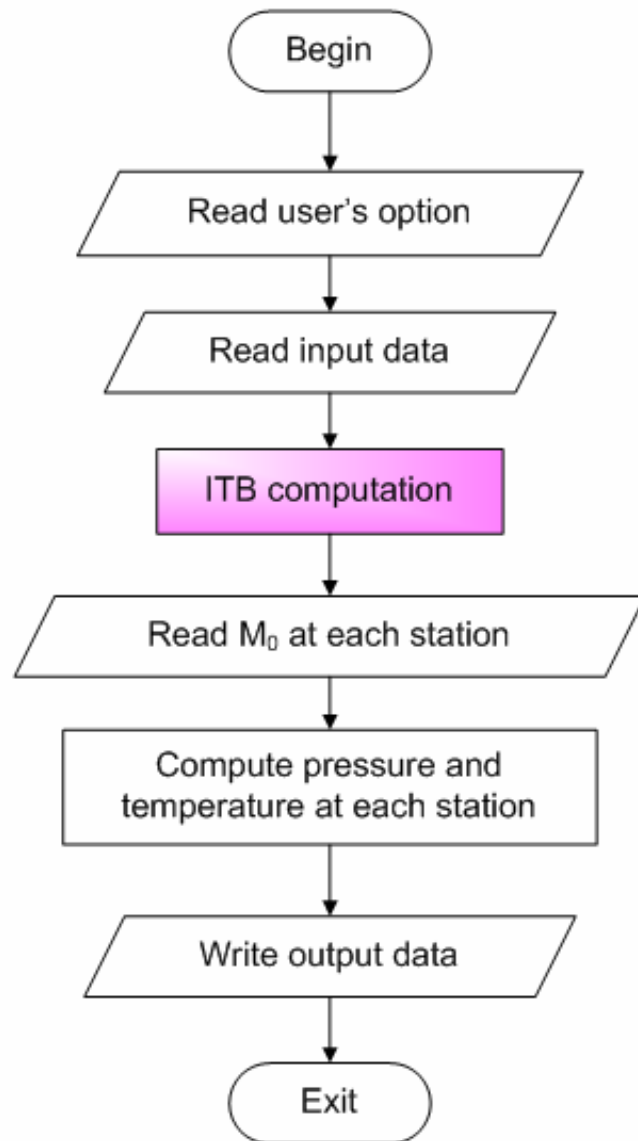 Begin
Read user's option
Read input data
ITB computation
Read M₀ at each station
Compute pressure and
temperature at each station
Write output data
Exit